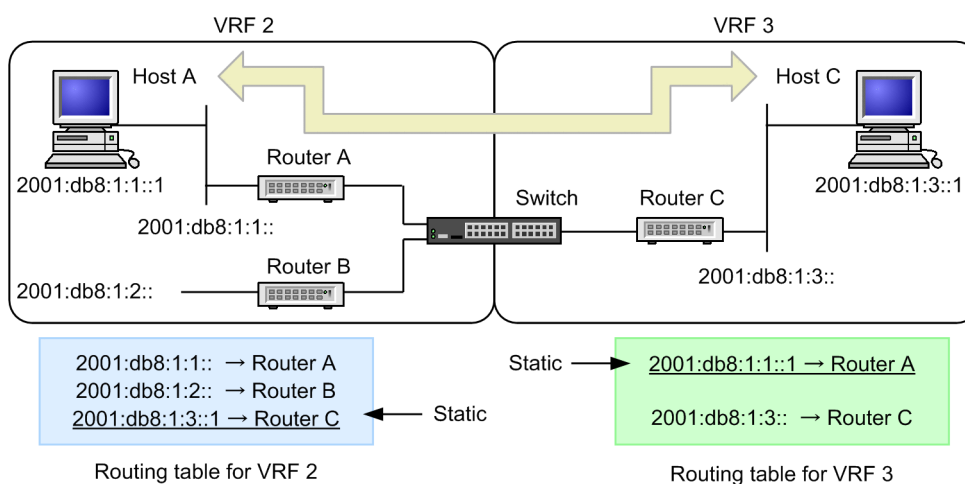 VRF 2
VRF 3
Host A
Host C
2001:db8:1:1::1
Router A
2001:db8:1:3::1
2001:db8:1:1::
Switch
Router C
Router B
2001:db8:1:2::
2001:db8:1:3::
2001:db8:1:1:: → Router A
2001:db8:1:2:: → Router B
2001:db8:1:3::1 → Router C
Static
Static
2001:db8:1:1::1 → Router A
2001:db8:1:3:: → Router C
Routing table for VRF 2
Routing table for VRF 3